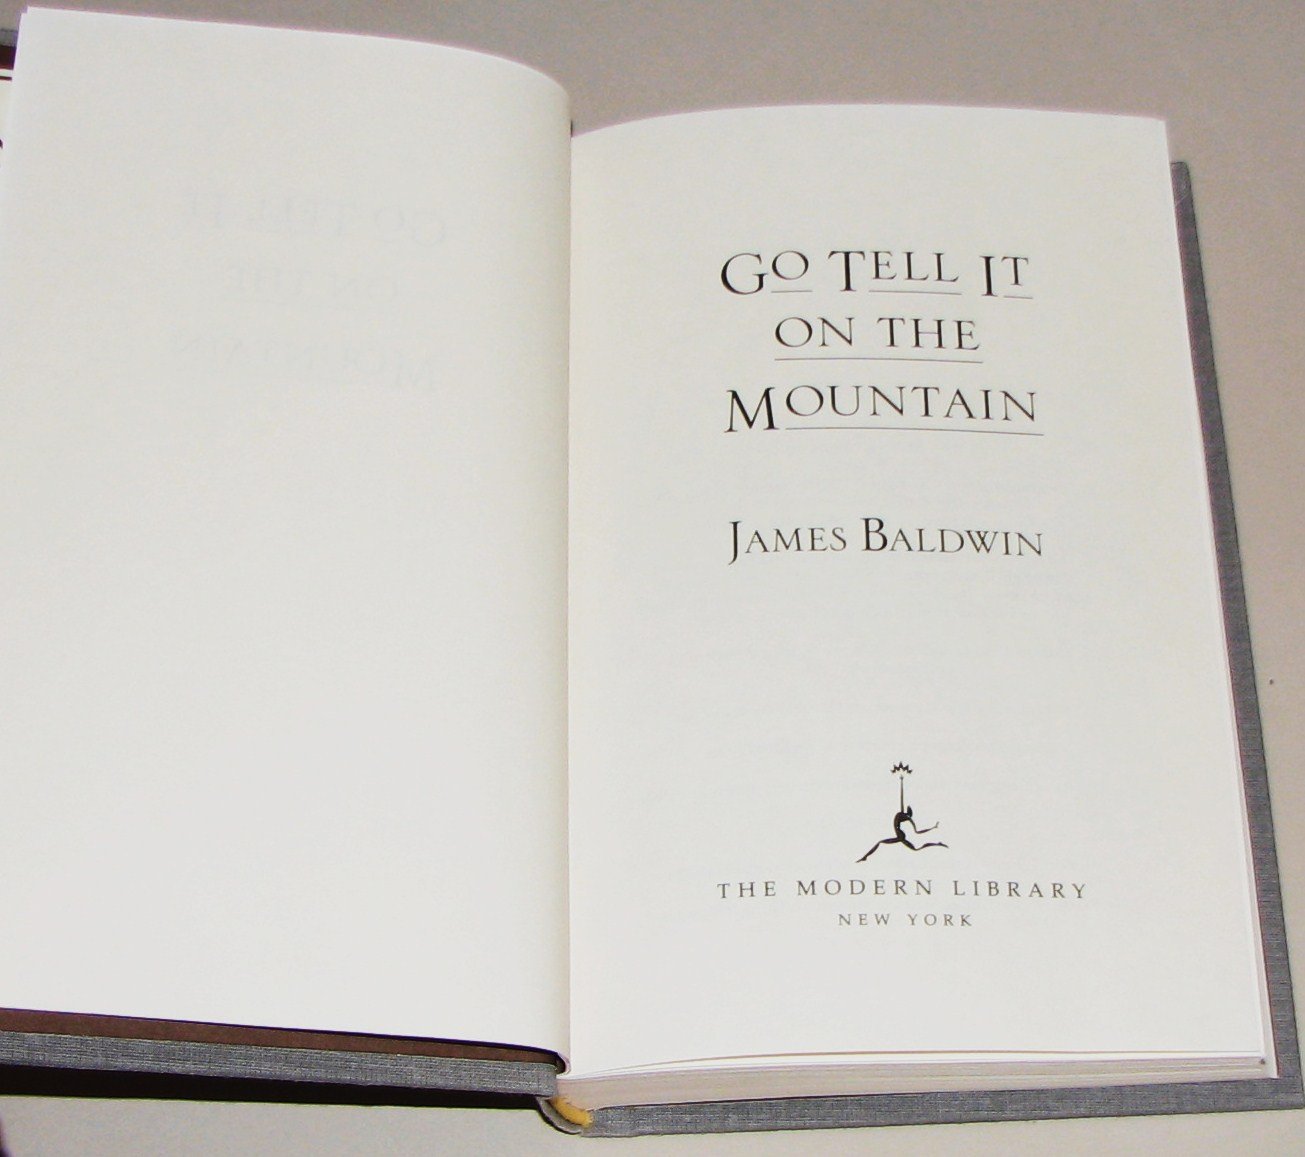 GO TELL IT
ON THE
MOUNTAIN
JAMES BALDWIN
THE MODERN LIBRARY
NEW YORK